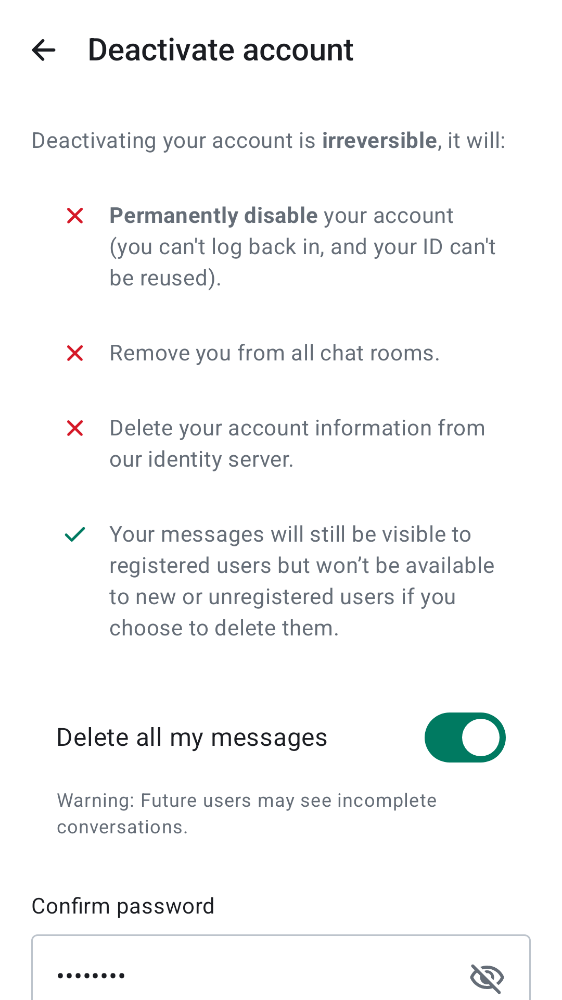 Deactivate account
Deactivating your account is irreversible, it will:
Permanently disable your account
(you can't log back in, and your ID can't
be reused).
Remove you from all chat rooms.
Delete your account information from
our identity server.
Your messages will still be visible to
registered users but won’t be available
to new or unregistered users if you
choose to delete them.
Delete all my messages
Warning: Future users may see incomplete
conversations.
Confirm password
••••••••